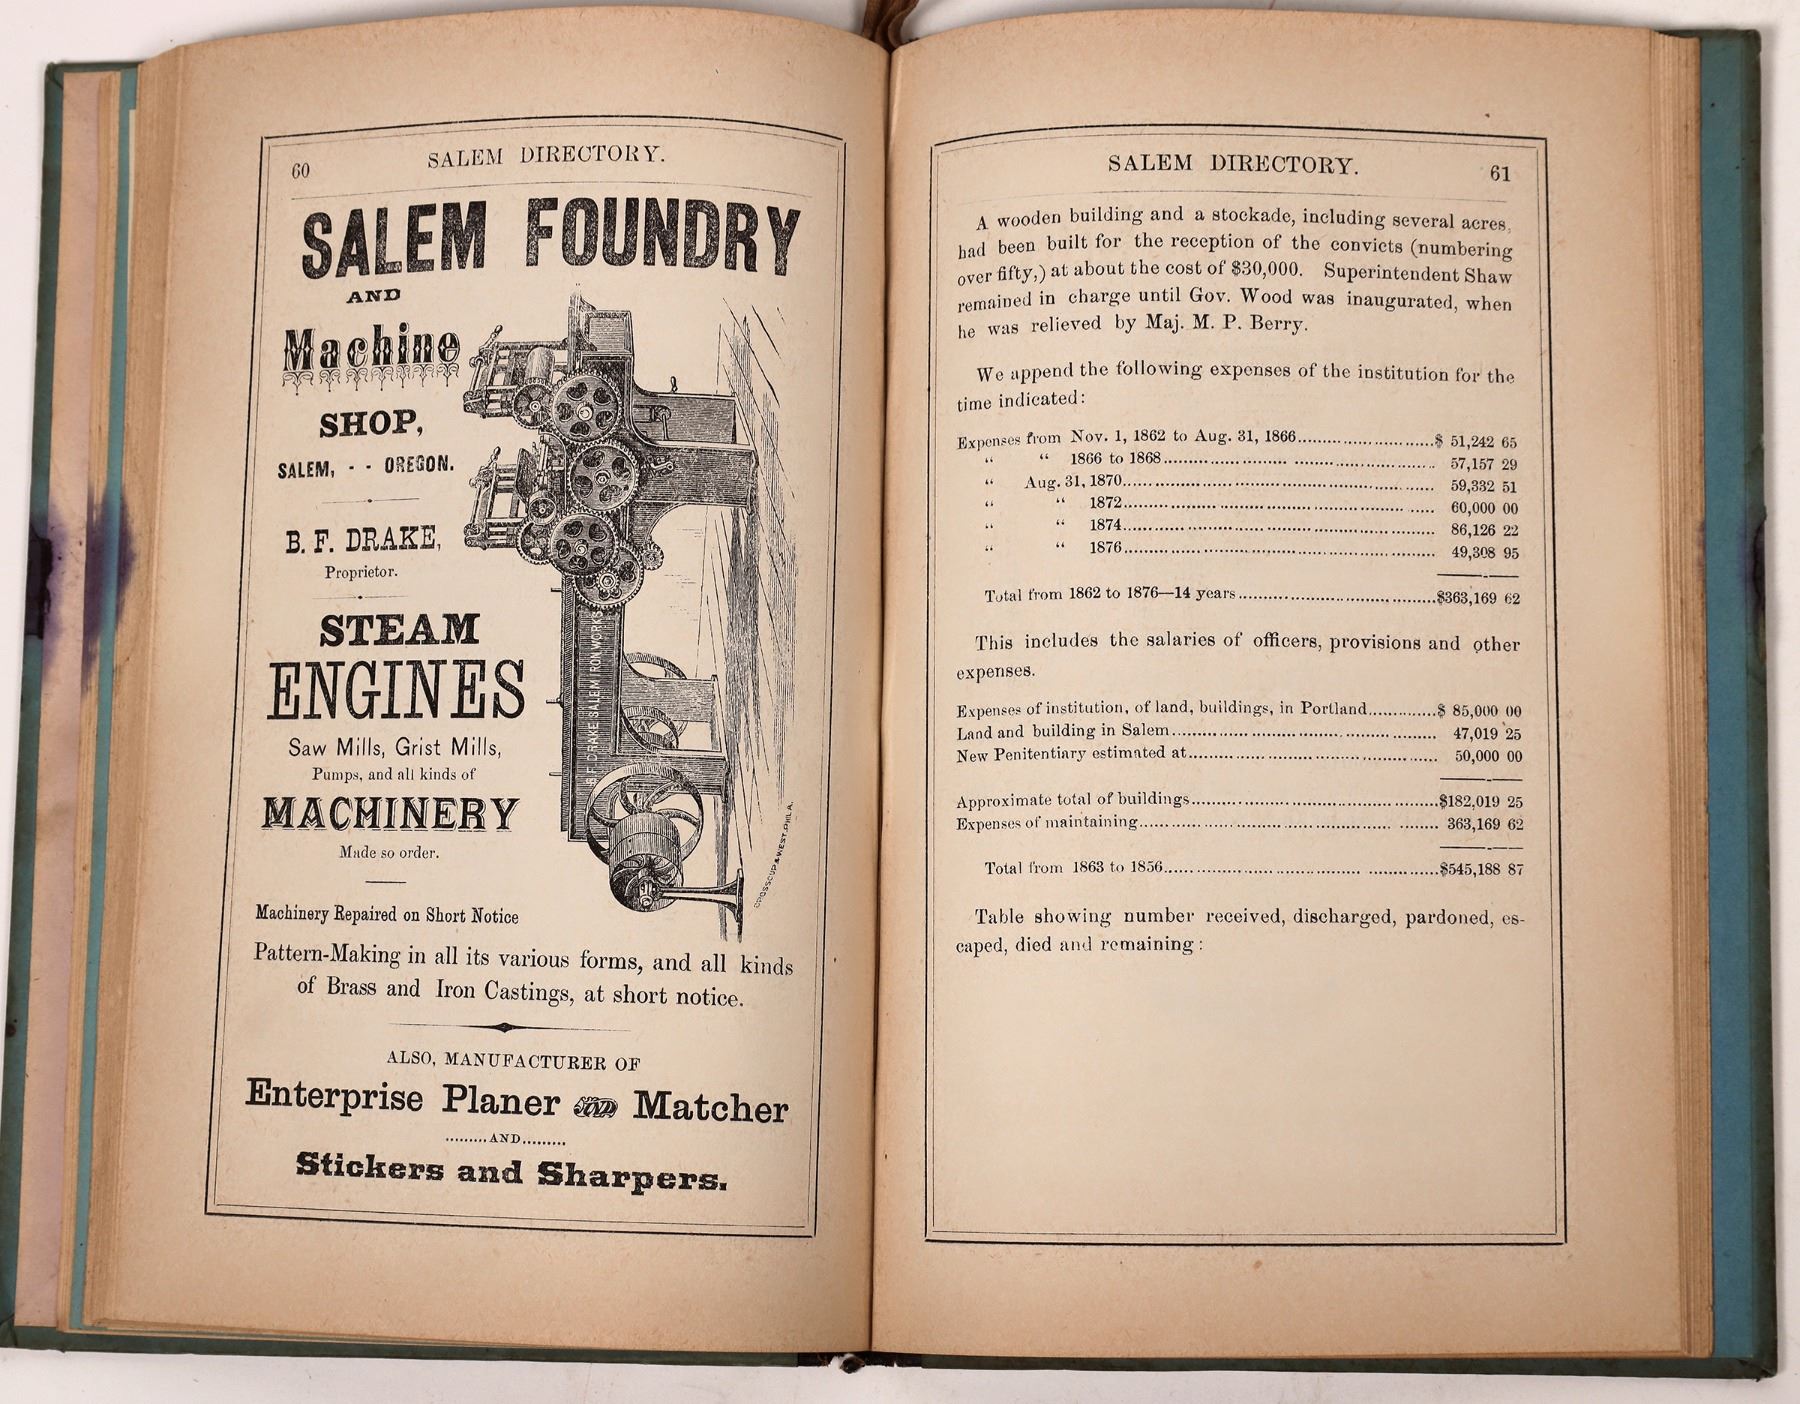 60
SALEM DIRECTORY.
SALEM FOUNDRY
AND
Machine
SHOP,
SALEM, - - OREGON.
B. F. DRAKE,
Proprietor.
STEAM
ENGINES
Saw Mills, Grist Mills,
Pumps, and all kinds of
MACHINERY
Made so order.
Machinery Repaired on Short Notice
B. F. DRAKE SALEM IRON WORKS
CROSSCUP & WEST. PHILA.
Pattern-Making in all its various forms, and all kinds
of Brass and Iron Castings, at short notice.
ALSO, MANUFACTURER OF
Enterprise Planer AND Matcher
.........AND.........
Stickers and Sharpers.
SALEM DIRECTORY.
61
A wooden building and a stockade, including several acres,
had been built for the reception of the convicts (numbering
over fifty,) at about the cost of $30,000. Superintendent Shaw
remained in charge until Gov. Wood was inaugurated, when
he was relieved by Maj. M. P. Berry.
We append the following expenses of the institution for the
time indicated:
Expenses from Nov. 1, 1862 to Aug. 31, 1866..........................$ 51,242 65
" " 1866 to 1868.......................................... 57,157 29
" Aug. 31, 1870.................................................. 59,332 51
" " 1872.................................................. 60,000 00
" " 1874.................................................. 86,126 22
" " 1876.................................................. 49,308 95
Total from 1862 to 1876—14 years....................................$363,169 62
This includes the salaries of officers, provisions and other
expenses.
Expenses of institution, of land, buildings, in Portland.............$ 85,000 00
Land and building in Salem.......................................... 47,019 25
New Penitentiary estimated at....................................... 50,000 00
Approximate total of buildings.......................................$182,019 25
Expenses of maintaining............................................. 363,169 62
Total from 1863 to 1856..............................................$545,188 87
Table showing number received, discharged, pardoned, es-
caped, died and remaining: